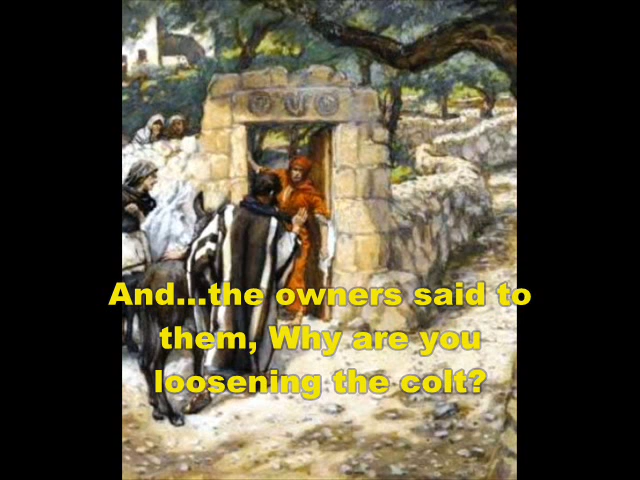 And...the owners said to
them, Why are you
loosening the colt?